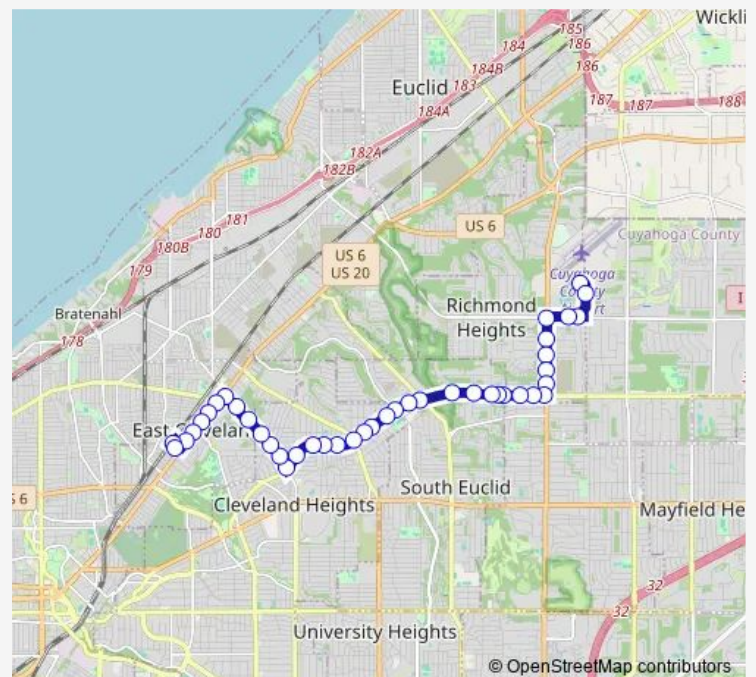 Wickli
185
184
186
184B
186
Euclid
183
187
187
188
184A
182A
182B
181
180
US 6
Cuyahoga County
180B
US 6
US 20
179
Cuyahoga
County
Richmond
Heights
Bratenahl
178
East Cleveland
South Euclid
Cleveland Heights
Mayfield He
32
32
University Heights
© OpenStreetMap contributors